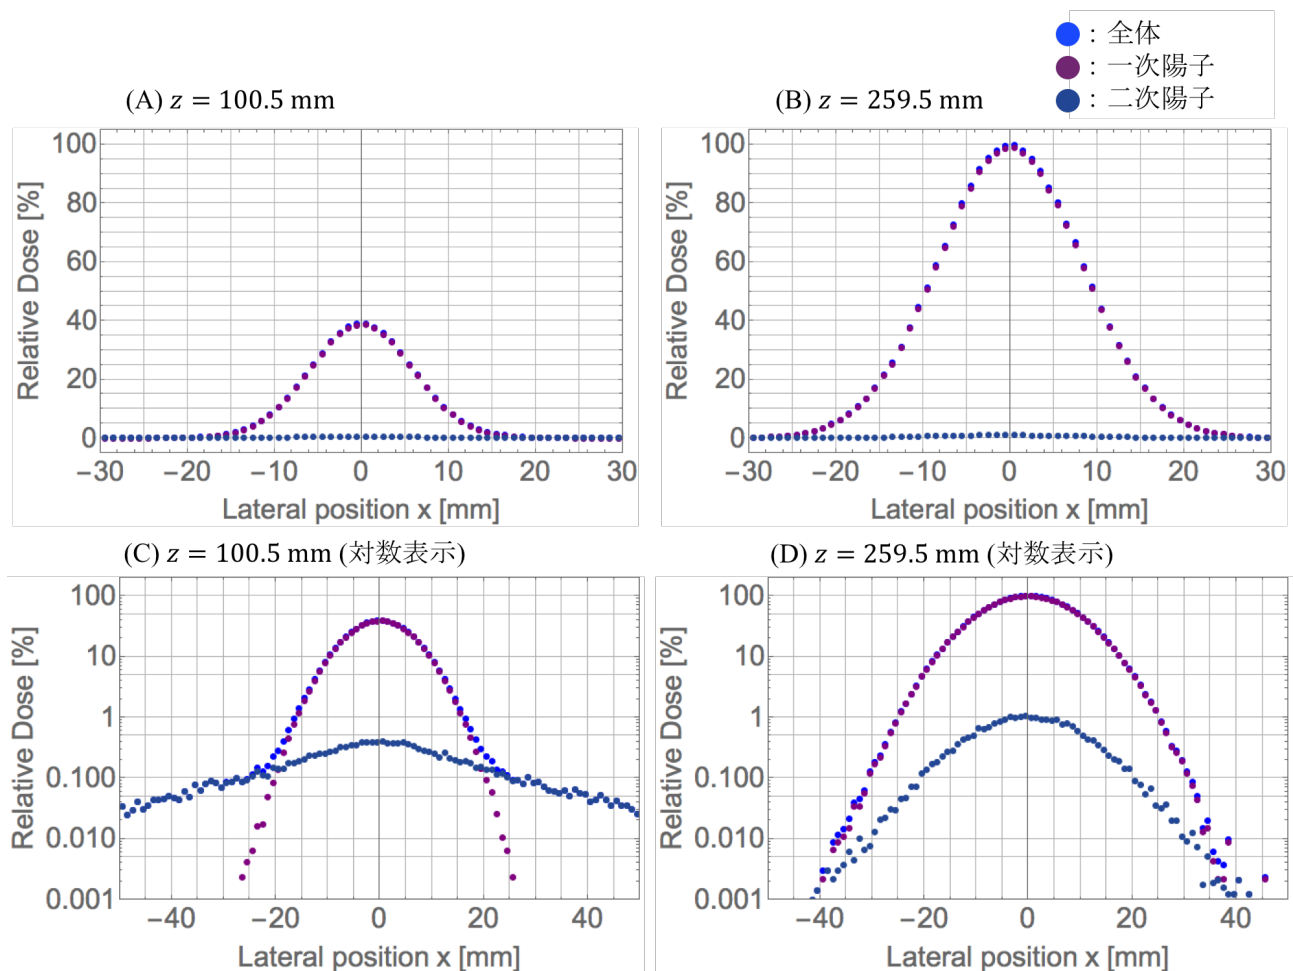 : 全体
: 一次陽子
: 二次陽子
(A) z = 100.5 mm
100
80
60
40
20
0
Relative Dose [%]
−30 −20 −10 0 10 20 30
Lateral position x [mm]
(B) z = 259.5 mm
100
80
60
40
20
0
Relative Dose [%]
−30 −20 −10 0 10 20 30
Lateral position x [mm]
(C) z = 100.5 mm (対数表示)
100
10
1
0.100
0.010
0.001
Relative Dose [%]
−40 −20 0 20 40
Lateral position x [mm]
(D) z = 259.5 mm (対数表示)
100
10
1
0.100
0.010
0.001
Relative Dose [%]
−40 −20 0 20 40
Lateral position x [mm]